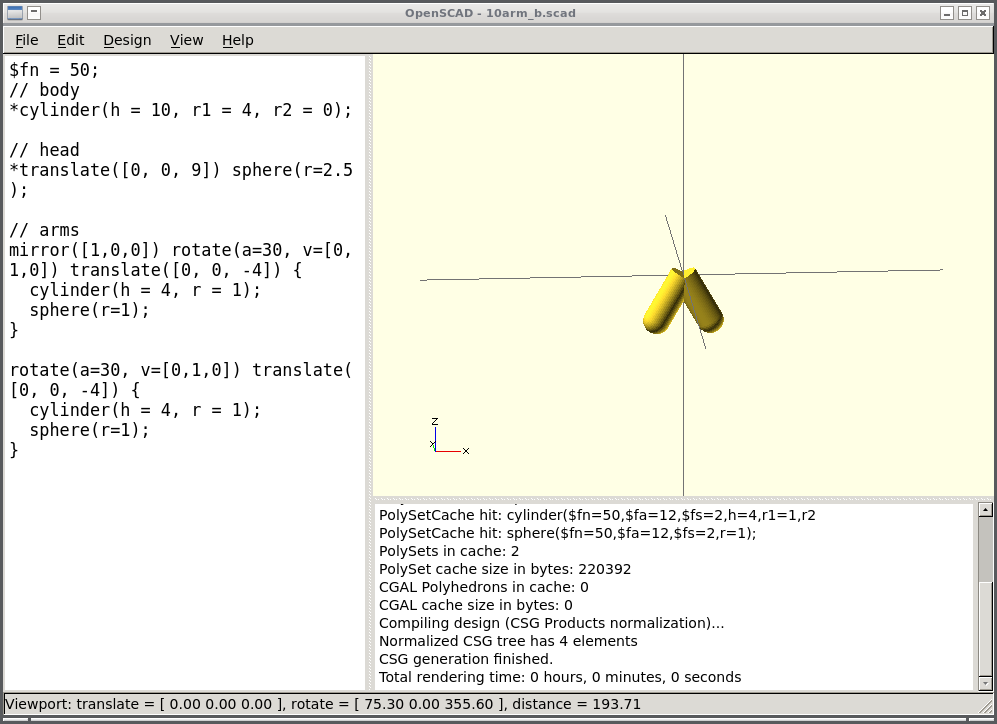 OpenSCAD - 10arm_b.scad
File Edit Design View Help
$fn = 50;
// body
*cylinder(h = 10, r1 = 4, r2 = 0);
// head
*translate([0, 0, 9]) sphere(r=2.5
);
// arms
mirror([1,0,0]) rotate(a=30, v=[0,
1,0]) translate([0, 0, -4]) {
  cylinder(h = 4, r = 1);
  sphere(r=1);
}
rotate(a=30, v=[0,1,0]) translate(
[0, 0, -4]) {
  cylinder(h = 4, r = 1);
  sphere(r=1);
}
z
x
x
PolySetCache hit: cylinder($fn=50,$fa=12,$fs=2,h=4,r1=1,r2
PolySetCache hit: sphere($fn=50,$fa=12,$fs=2,r=1);
PolySets in cache: 2
PolySet cache size in bytes: 220392
CGAL Polyhedrons in cache: 0
CGAL cache size in bytes: 0
Compiling design (CSG Products normalization)...
Normalized CSG tree has 4 elements
CSG generation finished.
Total rendering time: 0 hours, 0 minutes, 0 seconds
Viewport: translate = [ 0.00 0.00 0.00 ], rotate = [ 75.30 0.00 355.60 ], distance = 193.71